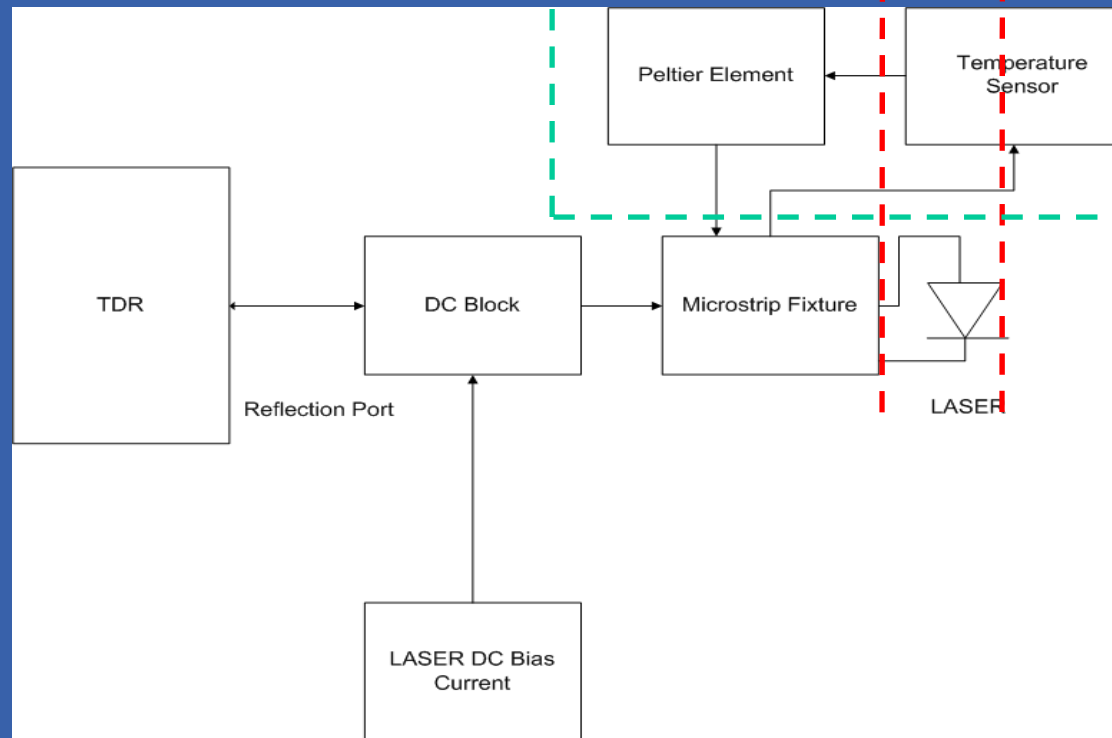 Peltier Element
Temperature
Sensor
TDR
DC Block
Microstrip Fixture
Reflection Port
LASER
LASER DC Bias
Current